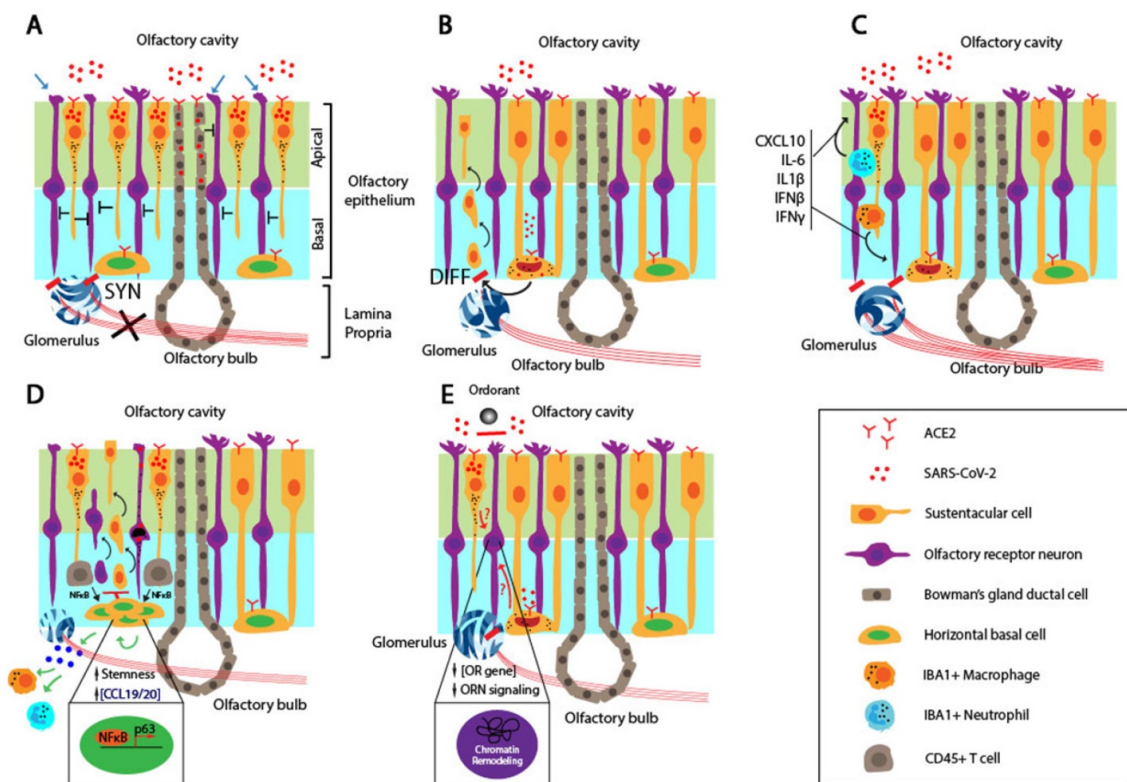 A
Olfactory cavity
Apical
Basal
Olfactory
epithelium
SYN
Lamina
Propria
Glomerulus
Olfactory bulb
B
Olfactory cavity
DIFF
Glomerulus
Olfactory bulb
C
Olfactory cavity
CXCL10
IL-6
IL1β
IFNβ
IFNγ
Glomerulus
Olfactory bulb
D
Olfactory cavity
NFκB
NFκB
Stemness
[CCL19/20]
Olfactory bulb
NFκB
p63
E
Ordorant
Olfactory cavity
?
?
Glomerulus
[OR gene]
ORN signaling
Olfactory bulb
Chromatin
Remodeling
ACE2
SARS-CoV-2
Sustentacular cell
Olfactory receptor neuron
Bowman's gland ductal cell
Horizontal basal cell
IBA1+ Macrophage
IBA1+ Neutrophil
CD45+ T cell